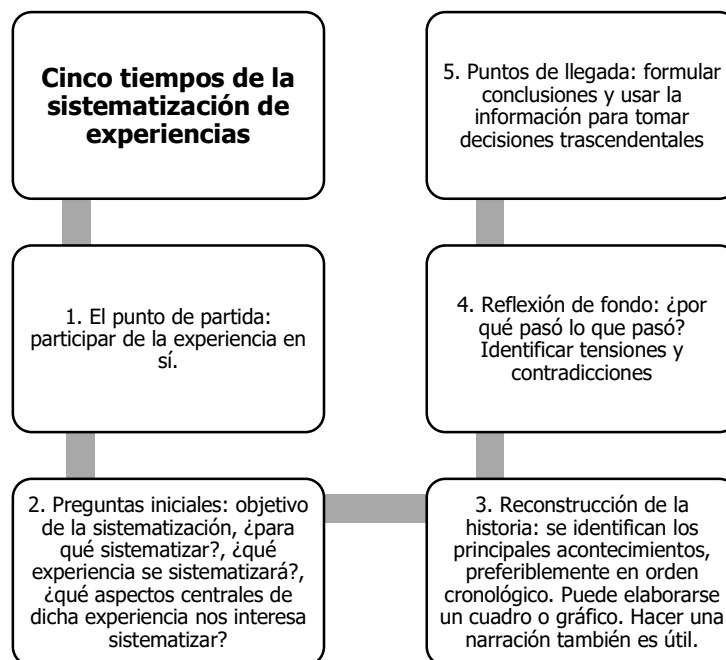 Cinco tiempos de la
sistematización de
experiencias
1. El punto de partida:
participar de la experiencia en
sí.
2. Preguntas iniciales: objetivo
de la sistematización, ¿para
qué sistematizar?, ¿qué
experiencia se sistematizará?,
¿qué aspectos centrales de
dicha experiencia nos interesa
sistematizar?
3. Reconstrucción de la
historia: se identifican los
principales acontecimientos,
preferiblemente en orden
cronológico. Puede elaborarse
un cuadro o gráfico. Hacer una
narración también es útil.
4. Reflexión de fondo: ¿por
qué pasó lo que pasó?
Identificar tensiones y
contradicciones
5. Puntos de llegada: formular
conclusiones y usar la
información para tomar
decisiones trascendentales